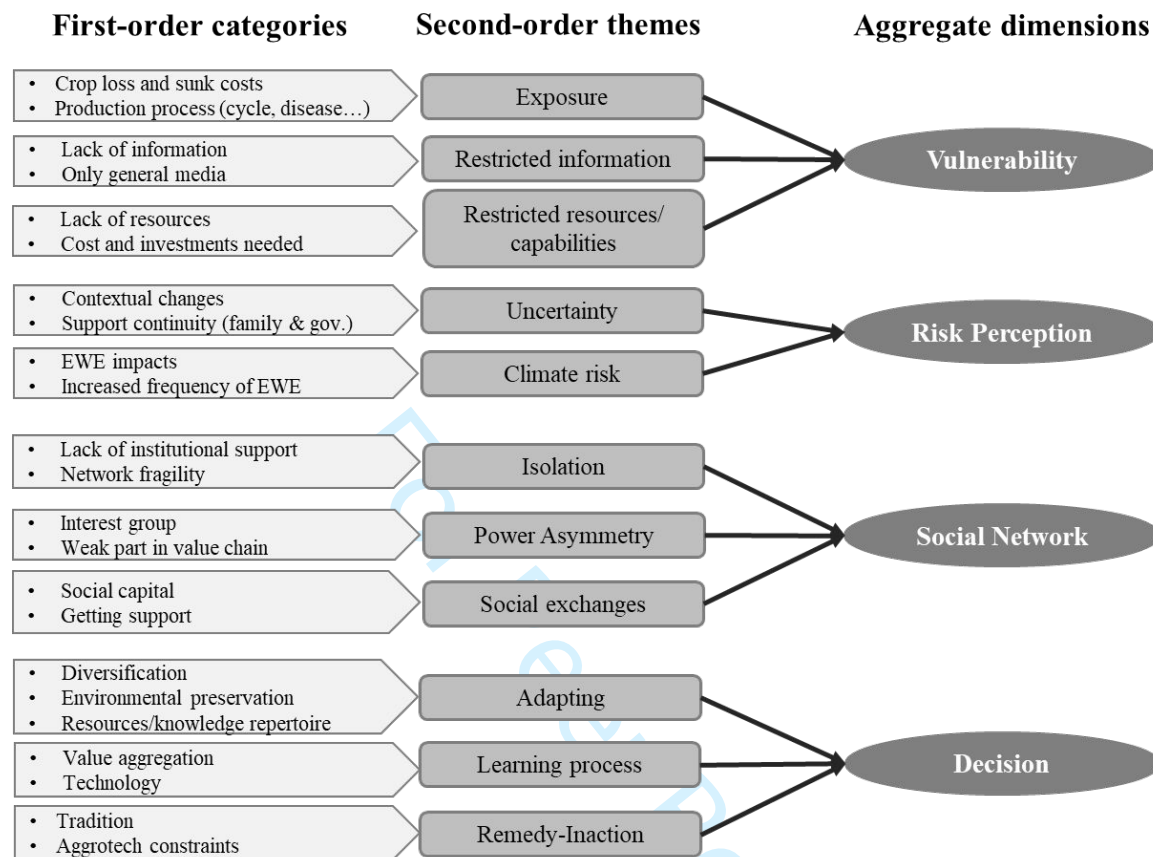 First-order categories
Second-order themes
Aggregate dimensions
• Crop loss and sunk costs
• Production process (cycle, disease…)
Exposure
• Lack of information
• Only general media
Restricted information
• Lack of resources
• Cost and investments needed
Restricted resources/
capabilities
Vulnerability
• Contextual changes
• Support continuity (family & gov.)
Uncertainty
• EWE impacts
• Increased frequency of EWE
Climate risk
Risk Perception
• Lack of institutional support
• Network fragility
Isolation
• Interest group
• Weak part in value chain
Power Asymmetry
• Social capital
• Getting support
Social exchanges
Social Network
• Diversification
• Environmental preservation
• Resources/knowledge repertoire
Adapting
• Value aggregation
• Technology
Learning process
• Tradition
• Aggrotech constraints
Remedy-Inaction
Decision